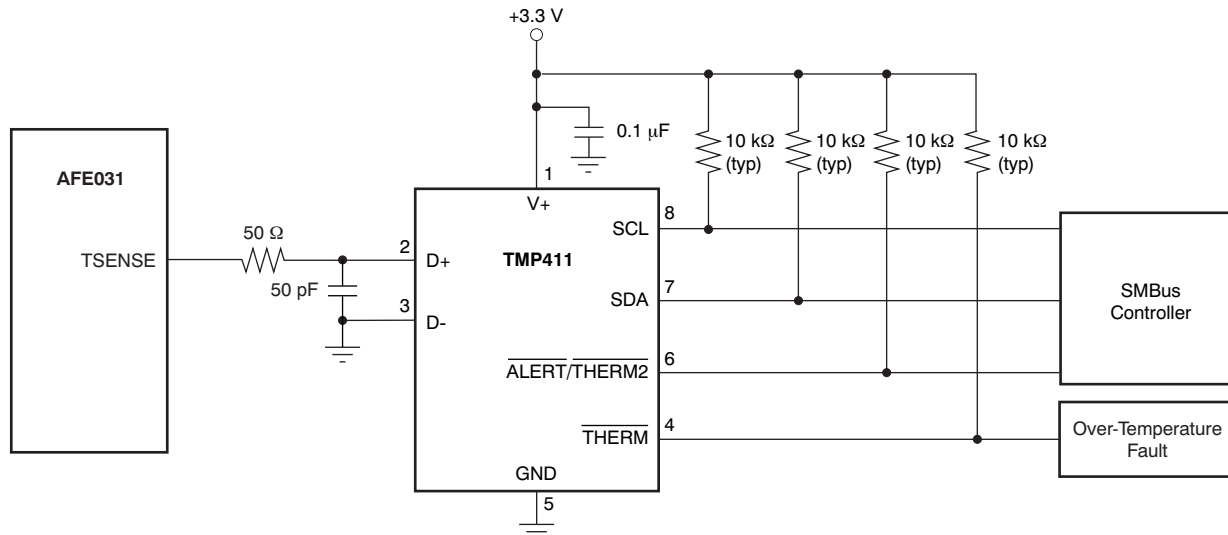 +3.3 V
0.1 μF
10 kΩ
(typ)
10 kΩ
(typ)
10 kΩ
(typ)
10 kΩ
(typ)
AFE031
TSENSE
50 Ω
50 pF
1
V+
2
D+
3
D-
TMP411
8
SCL
7
SDA
6
ALERT/THERM2
4
THERM
GND
5
SMBus
Controller
Over-Temperature
Fault